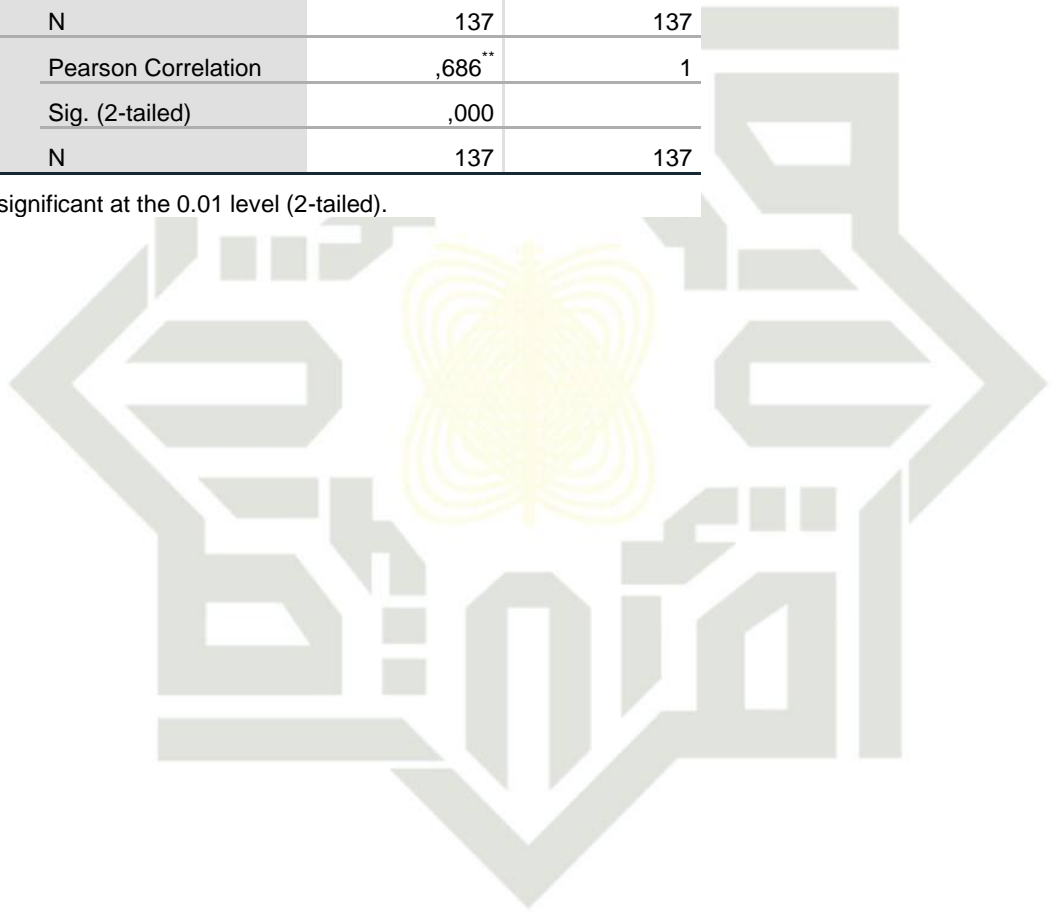 N 137 137
Pearson Correlation ,686** 1
Sig. (2-tailed) ,000
N 137 137
significant at the 0.01 level (2-tailed).